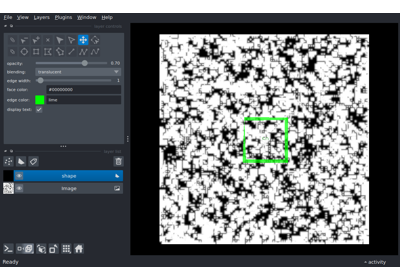 File View Layers Plugins Window Help
opacity: 0.70
blending: translucent
edge width: 1
face color: #00000000
edge color: lime
display text:
shape
Image
Ready
activity